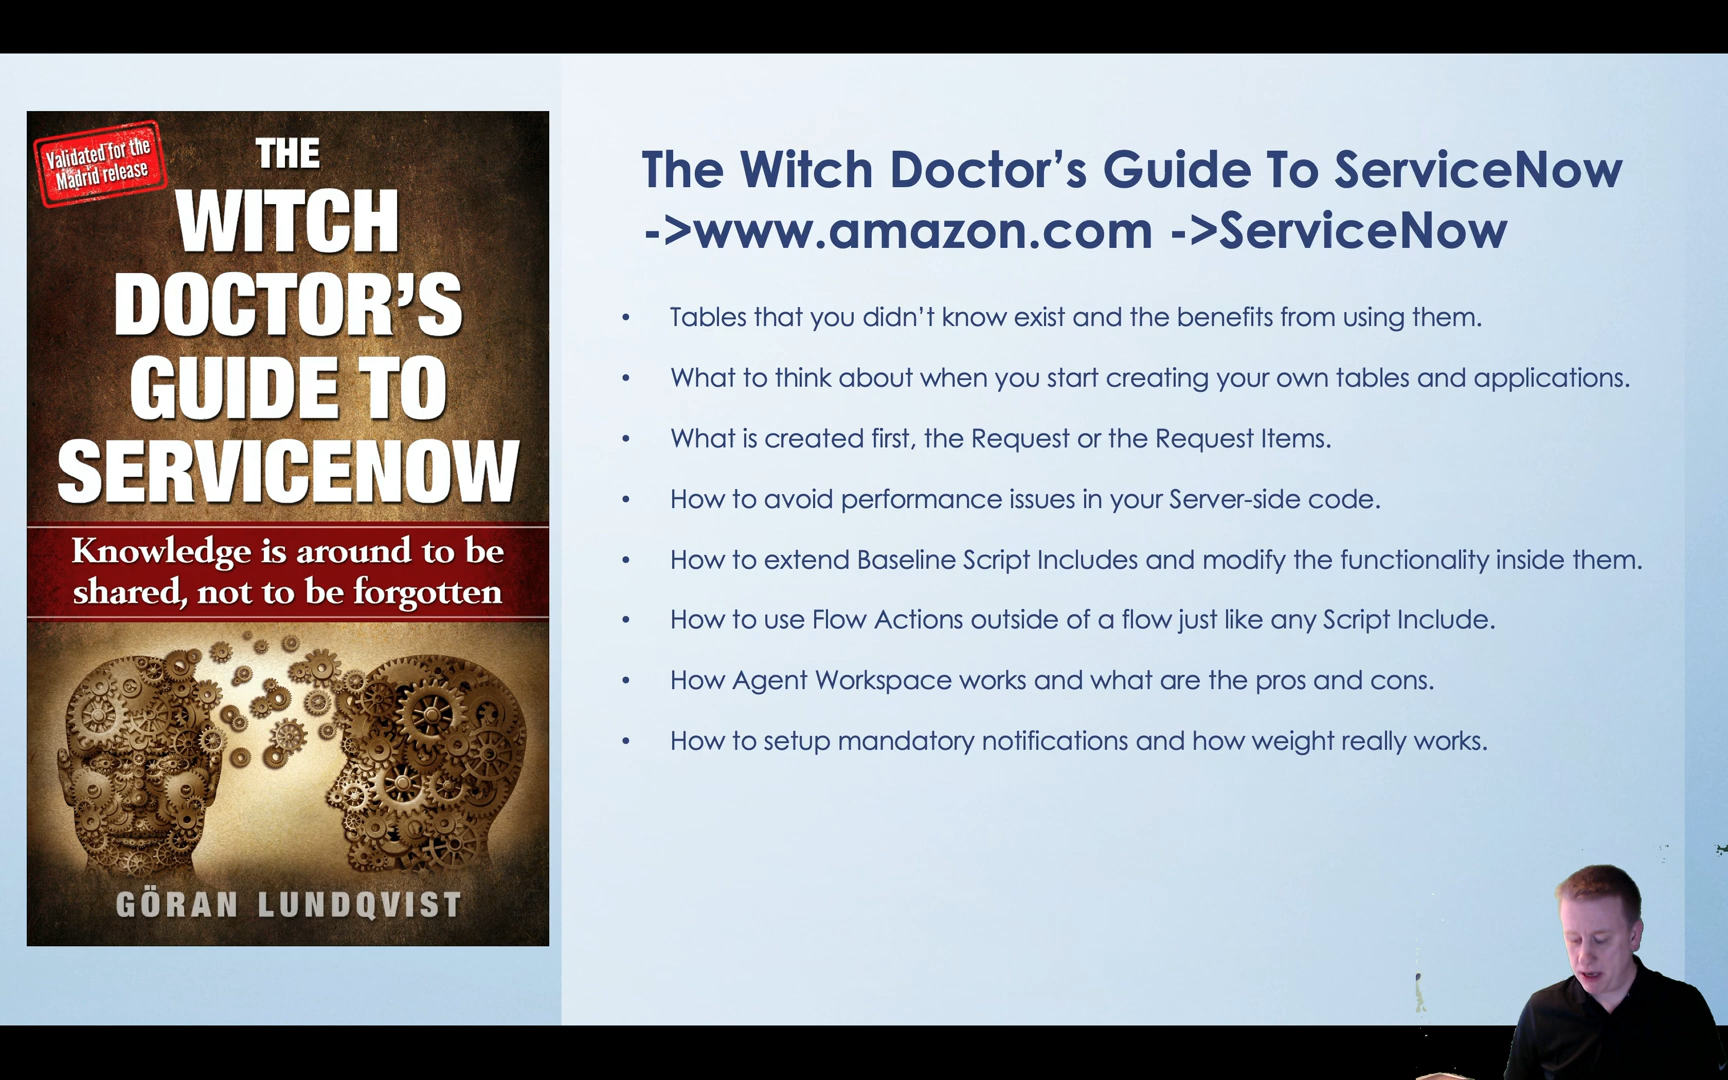 Validated for the
Madrid release
THE
WITCH
DOCTOR’S
GUIDE TO
SERVICENOW
Knowledge is around to be
shared, not to be forgotten
GÖRAN LUNDQVIST
The Witch Doctor’s Guide To ServiceNow
->www.amazon.com ->ServiceNow
• Tables that you didn’t know exist and the benefits from using them.
• What to think about when you start creating your own tables and applications.
• What is created first, the Request or the Request Items.
• How to avoid performance issues in your Server-side code.
• How to extend Baseline Script Includes and modify the functionality inside them.
• How to use Flow Actions outside of a flow just like any Script Include.
• How Agent Workspace works and what are the pros and cons.
• How to setup mandatory notifications and how weight really works.